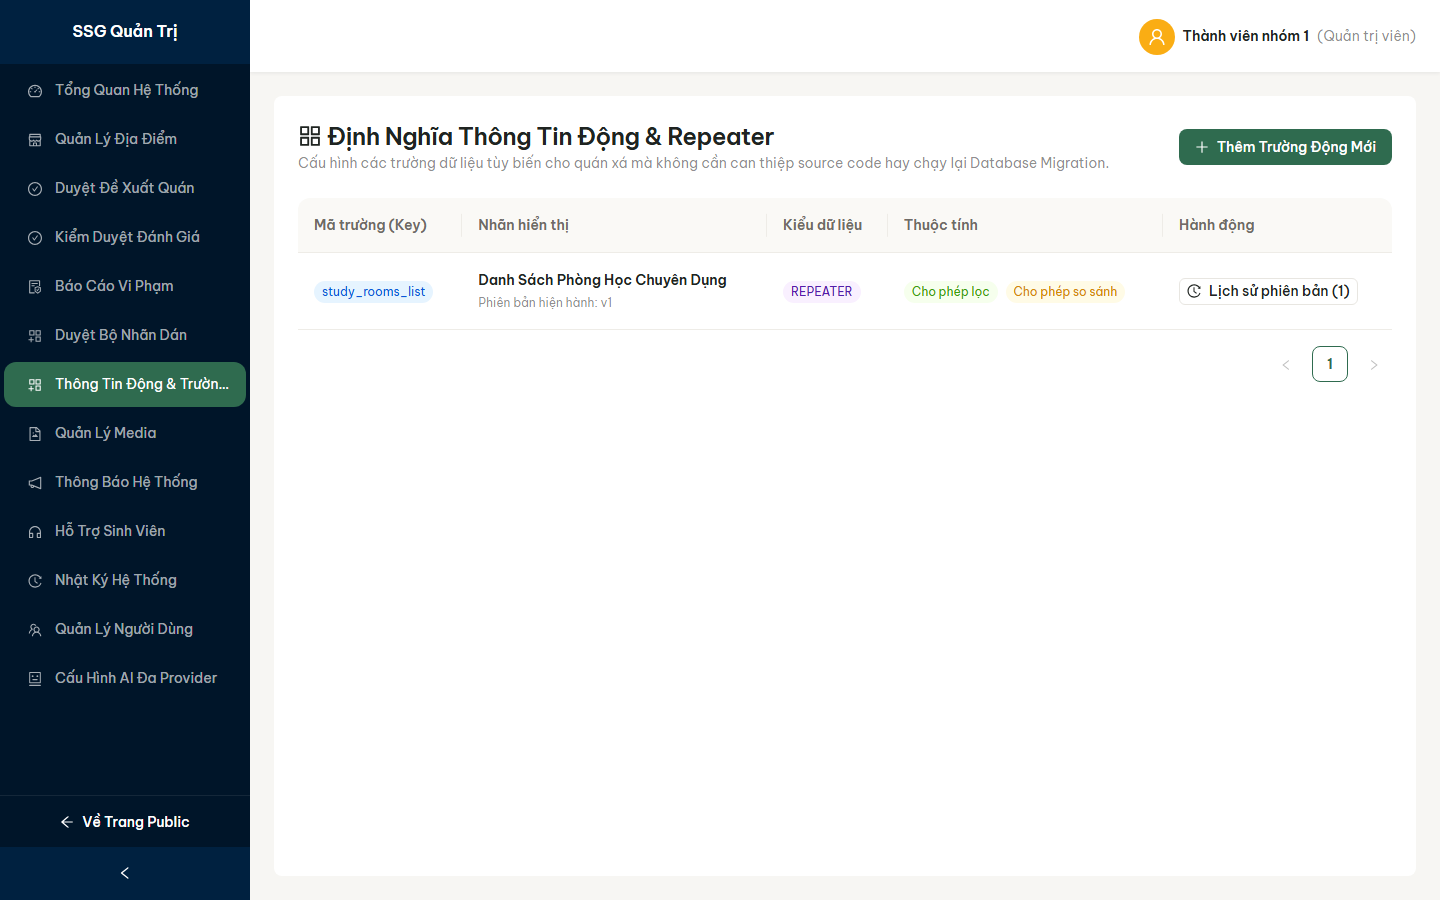 SSG Quản Trị
Tổng Quan Hệ Thống
Quản Lý Địa Điểm
Duyệt Đề Xuất Quán
Kiểm Duyệt Đánh Giá
Báo Cáo Vi Phạm
Duyệt Bộ Nhãn Dán
Thông Tin Động & Trườn...
Quản Lý Media
Thông Báo Hệ Thống
Hỗ Trợ Sinh Viên
Nhật Ký Hệ Thống
Quản Lý Người Dùng
Cấu Hình AI Đa Provider
Về Trang Public
Thành viên nhóm 1 (Quản trị viên)
Định Nghĩa Thông Tin Động & Repeater
Cấu hình các trường dữ liệu tùy biến cho quán xá mà không cần can thiệp source code hay chạy lại Database Migration.
Thêm Trường Động Mới
Mã trường (Key) Nhãn hiển thị Kiểu dữ liệu Thuộc tính Hành động
study_rooms_list Danh Sách Phòng Học Chuyên Dụng REPEATER Cho phép lọc Cho phép so sánh Lịch sử phiên bản (1)
Phiên bản hiện hành: v1
1